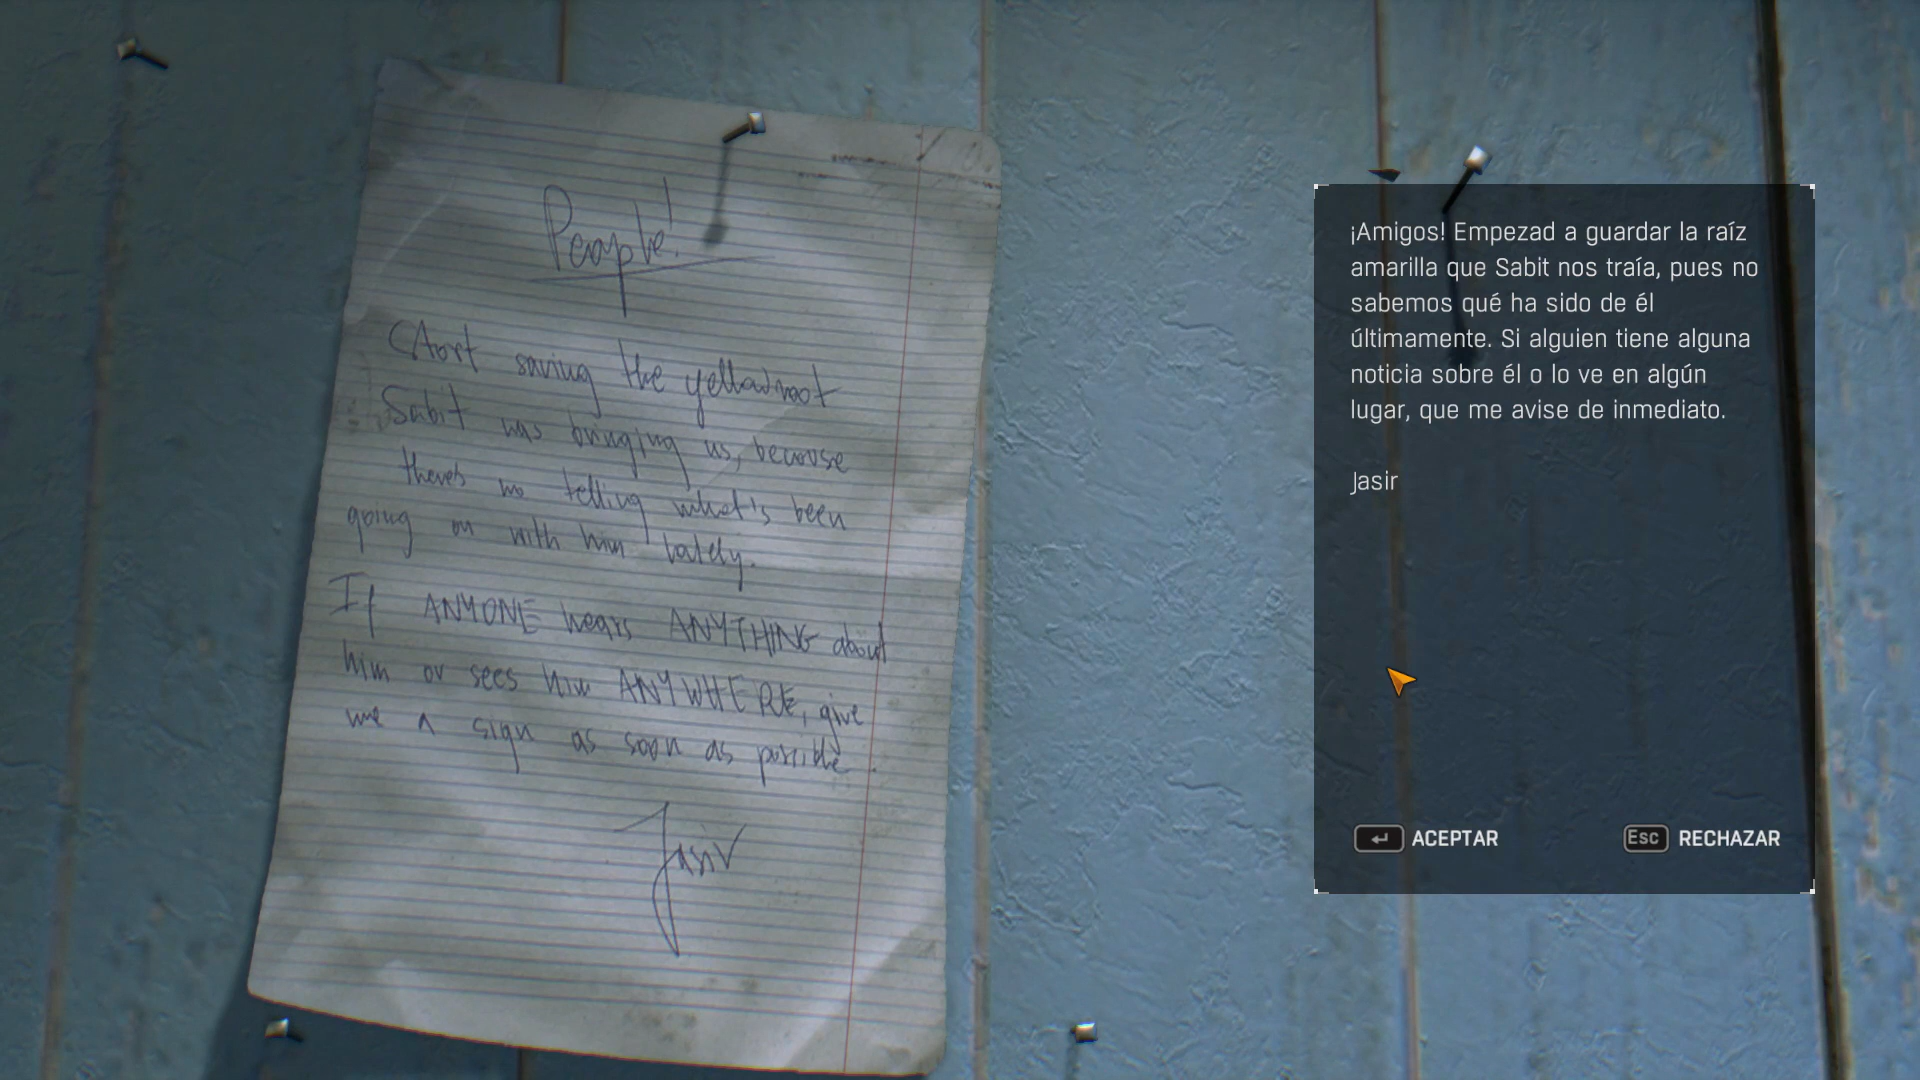 People!
Start saving the yellowroot
Sabit was bringing us, because
there's no telling what's been
going on with him lately.
If ANYONE hears ANYTHING about
him or sees him ANYWHERE, give
me a sign as soon as possible.
Jasir
¡Amigos! Empezad a guardar la raíz
amarilla que Sabit nos traía, pues no
sabemos qué ha sido de él
últimamente. Si alguien tiene alguna
noticia sobre él o lo ve en algún
lugar, que me avise de inmediato.
Jasir
ACEPTAR
Esc RECHAZAR